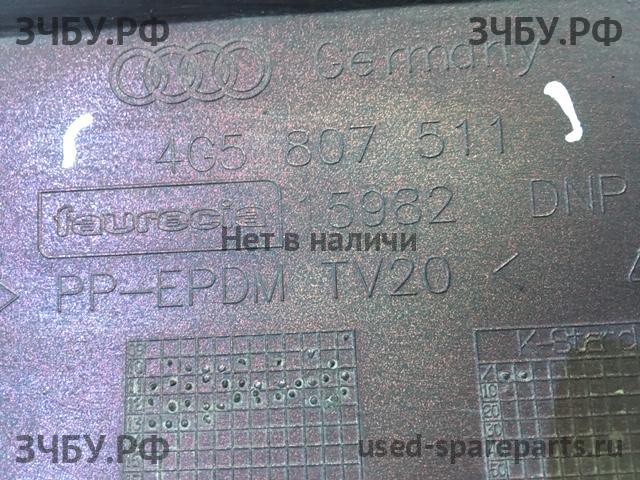 ЗЧБУ.РФ ЗЧБУ.РФ
Germany
4G5 807 511
faurecia 15982 DNP
Нет в наличи
> PP-EPDM TV20 <
K-Stand
ЗЧБУ.РФ used-spareparts.ru